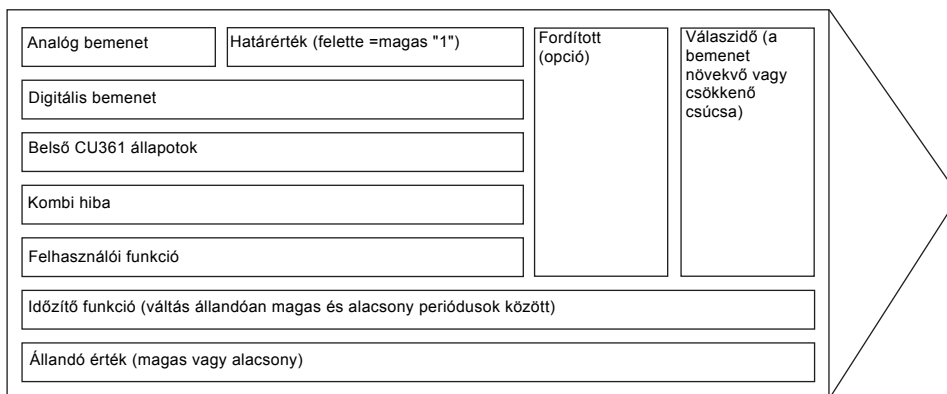 Analóg bemenet
Határérték (felette =magas "1")
Fordított
(opció)
Válaszidő (a
bemenet
növekvő vagy
csökkenő
csúcsa)
Digitális bemenet
Belső CU361 állapotok
Kombi hiba
Felhasználói funkció
Időzítő funkció (váltás állandóan magas és alacsony periódusok között)
Állandó érték (magas vagy alacsony)